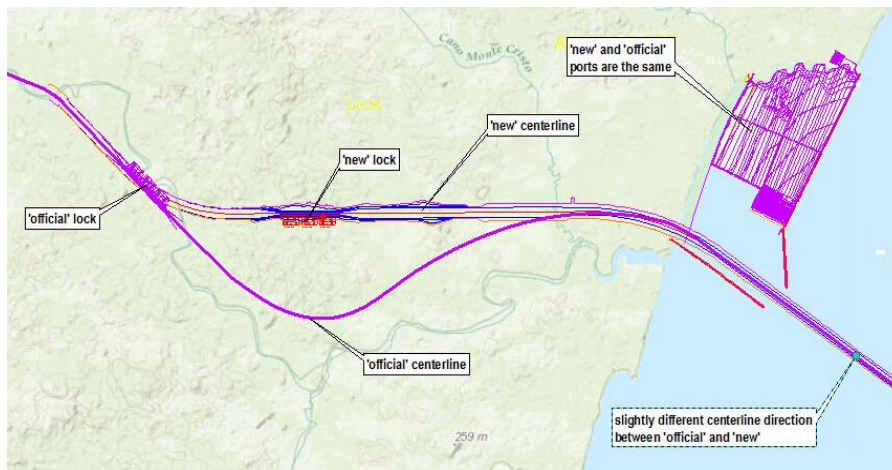 Cano Monte Cristo
'new' and 'official'
ports are the same
'new' centerline
'new' lock
'official' lock
'official' centerline
slightly different centerline direction
between 'official' and 'new'
259 m